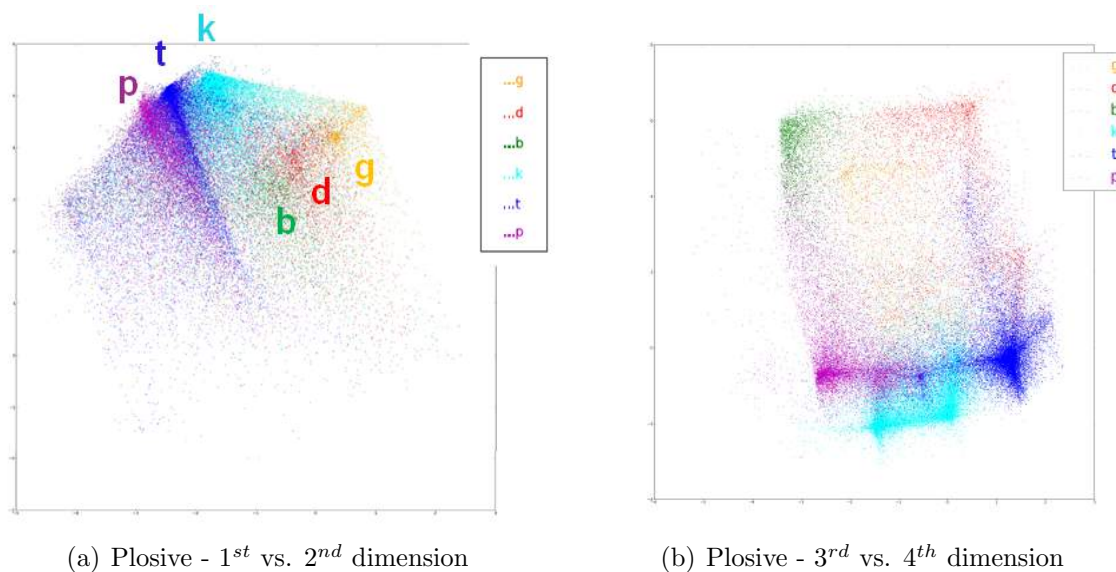 k
t
p
g
d
b
...g
...d
...b
...k
...t
...p
g
d
b
k
t
p
(a) Plosive - 1st vs. 2nd dimension
(b) Plosive - 3rd vs. 4th dimension